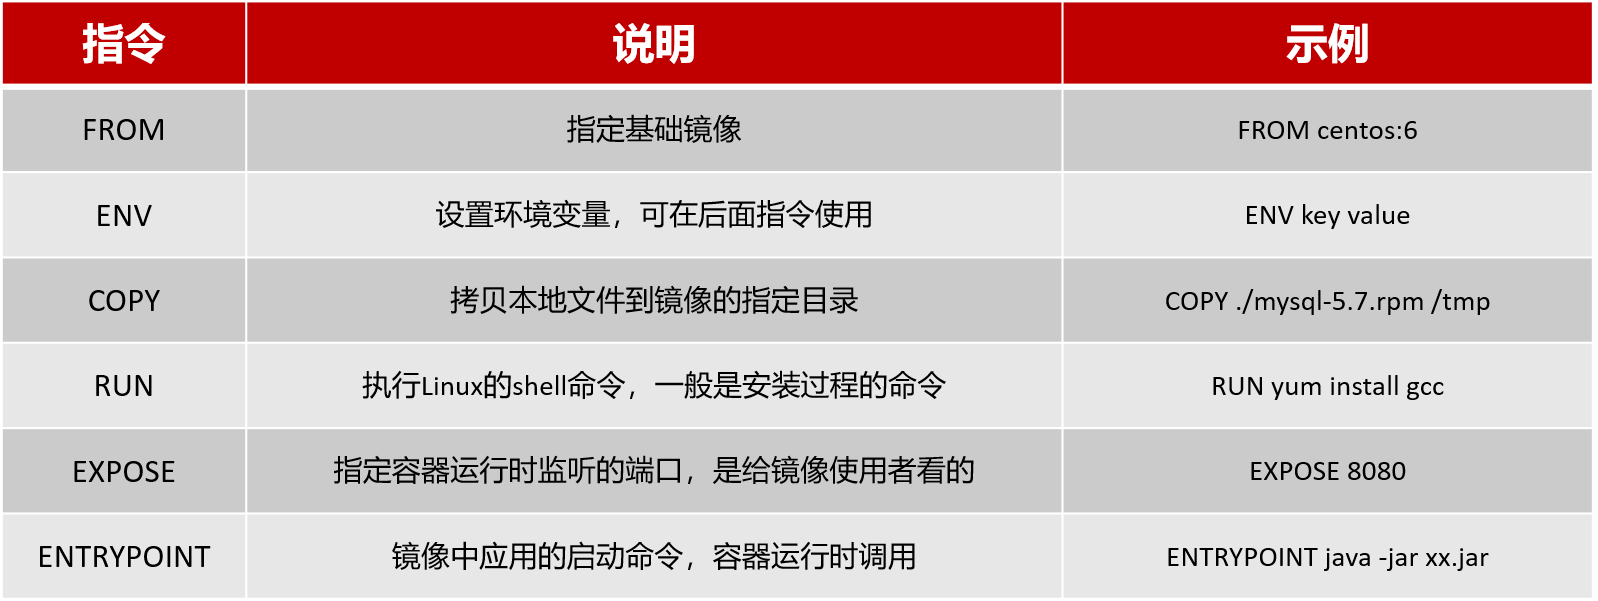 指令 说明 示例
FROM 指定基础镜像 FROM centos:6
ENV 设置环境变量，可在后面指令使用 ENV key value
COPY 拷贝本地文件到镜像的指定目录 COPY ./mysql-5.7.rpm /tmp
RUN 执行Linux的shell命令，一般是安装过程的命令 RUN yum install gcc
EXPOSE 指定容器运行时监听的端口，是给镜像使用者看的 EXPOSE 8080
ENTRYPOINT 镜像中应用的启动命令，容器运行时调用 ENTRYPOINT java -jar xx.jar